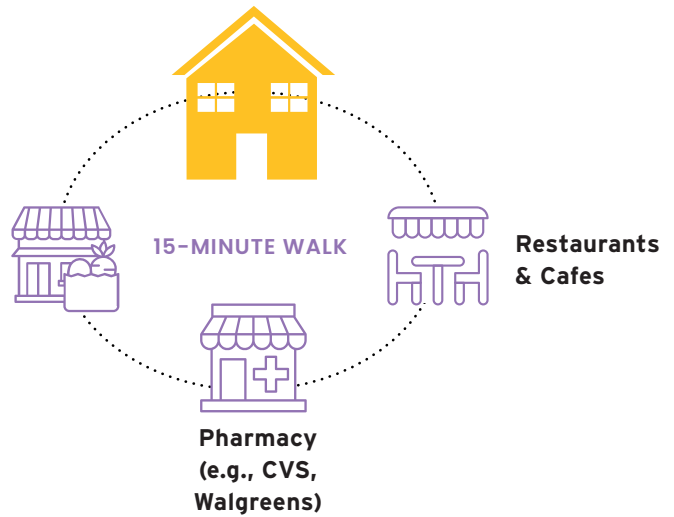 15-MINUTE WALK
Restaurants
& Cafes
Pharmacy
(e.g., CVS,
Walgreens)